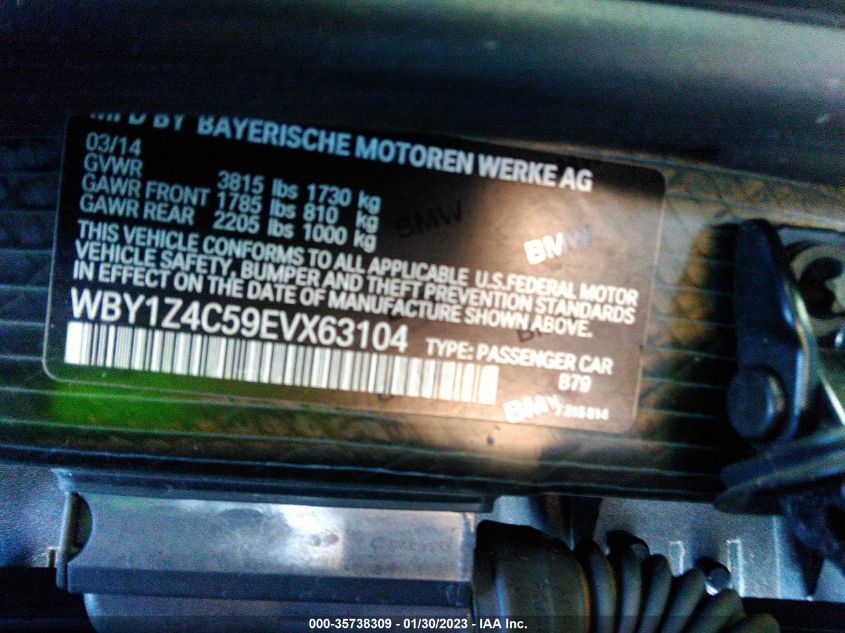 MFD BY BAYERISCHE MOTOREN WERKE AG
03/14
GVWR 3815 lbs 1730 kg
GAWR FRONT 1785 lbs 810 kg
GAWR REAR 2205 lbs 1000 kg
THIS VEHICLE CONFORMS TO ALL APPLICABLE U.S.FEDERAL MOTOR
VEHICLE SAFETY, BUMPER AND THEFT PREVENTION STANDARDS
IN EFFECT ON THE DATE OF MANUFACTURE SHOWN ABOVE.
WBY1Z4C59EVX63104
TYPE: PASSENGER CAR
B79
BMW
BMW
BMW
000-35738309 - 01/30/2023 - IAA Inc.